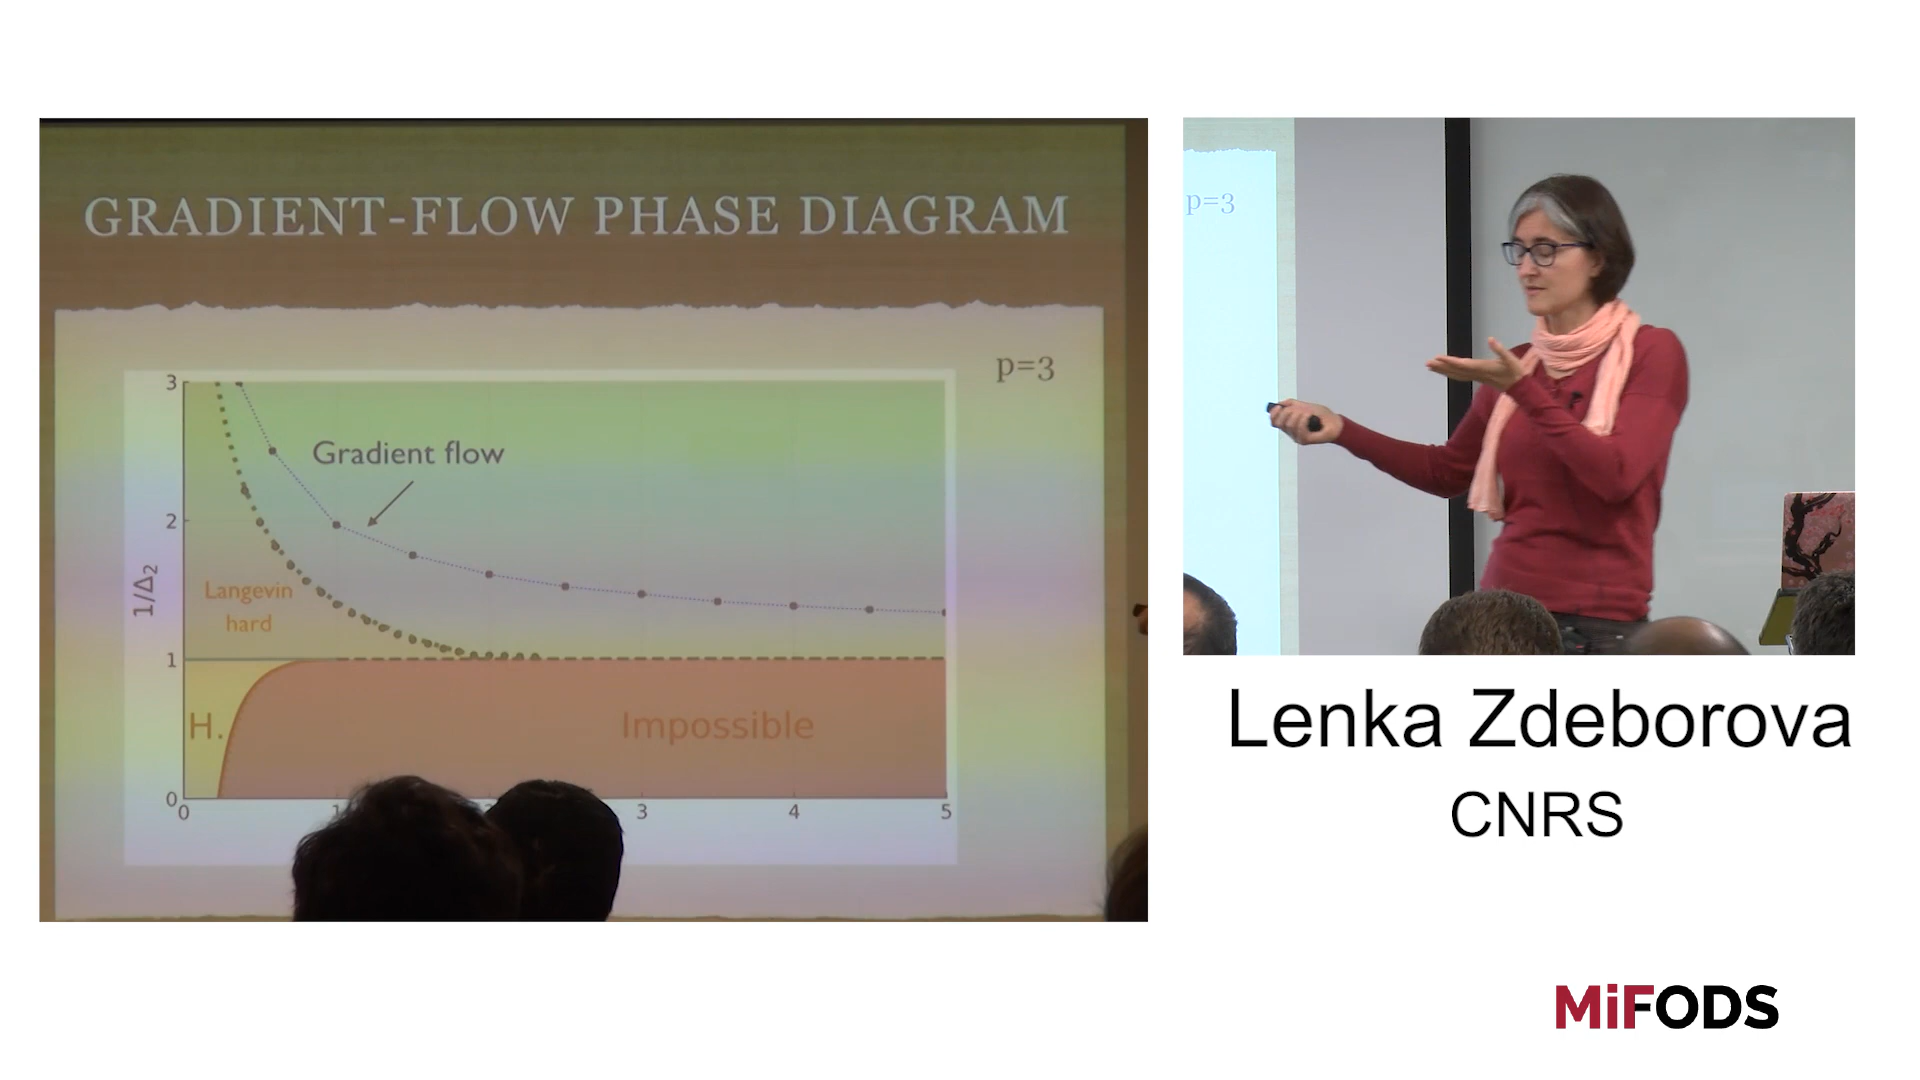 GRADIENT-FLOW PHASE DIAGRAM
p=3
3
Gradient flow
2
1/Δ₂
Langevin
hard
1
H.
Impossible
0
0
1
3
4
5
p=3
Lenka Zdeborova
CNRS
MiFODS